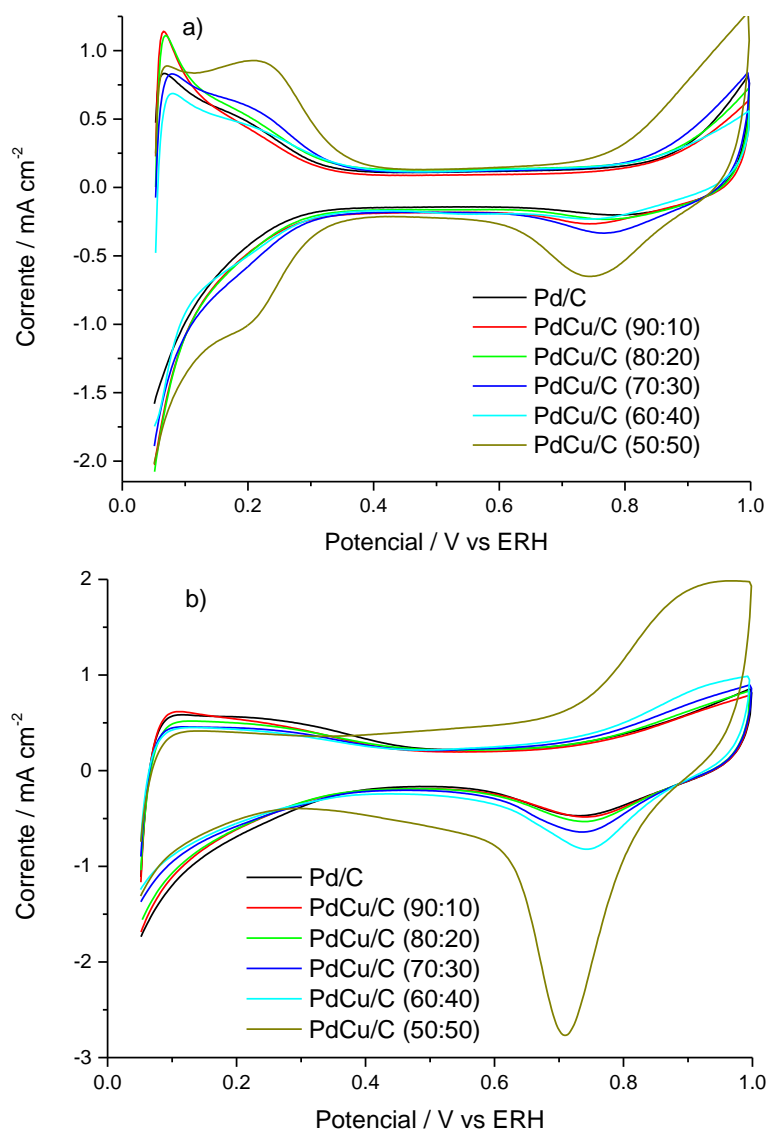 a)
1.0
0.5
0.0
-0.5
-1.0
-1.5
-2.0
Corrente / mA cm⁻²
Pd/C
PdCu/C (90:10)
PdCu/C (80:20)
PdCu/C (70:30)
PdCu/C (60:40)
PdCu/C (50:50)
0.0 0.2 0.4 0.6 0.8 1.0
Potencial / V vs ERH
b)
2
1
0
-1
-2
-3
Corrente / mA cm⁻²
Pd/C
PdCu/C (90:10)
PdCu/C (80:20)
PdCu/C (70:30)
PdCu/C (60:40)
PdCu/C (50:50)
0.0 0.2 0.4 0.6 0.8 1.0
Potencial / V vs ERH